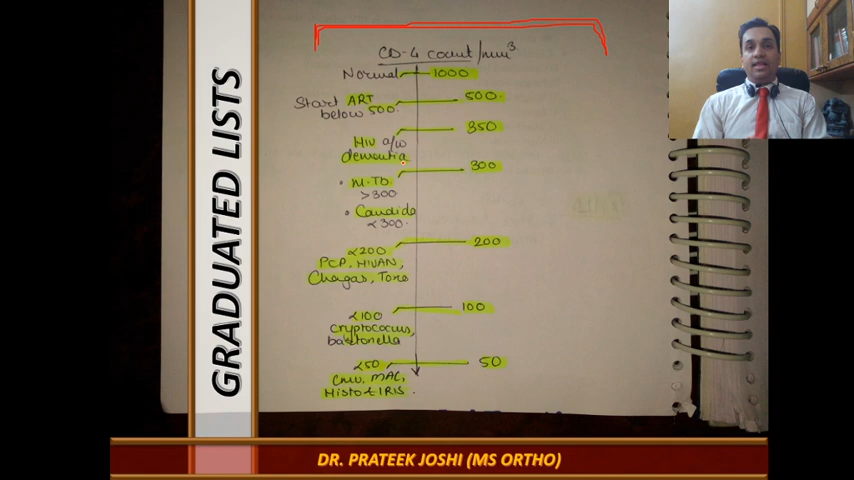 GRADUATED LISTS
CD-4 count/mm³
Normal 1000
Start ART
below 500. 500.
350
HIV a/w
dementia
300
• M.Tb.
>300
• Candida
<300.
200
<200
PCP, HIVAN,
Chagas, Toxo
100
<100
cryptococcus,
bartonella
50
<50
CMV, MAC,
Histo & IRIS.
DR. PRATEEK JOSHI (MS ORTHO)